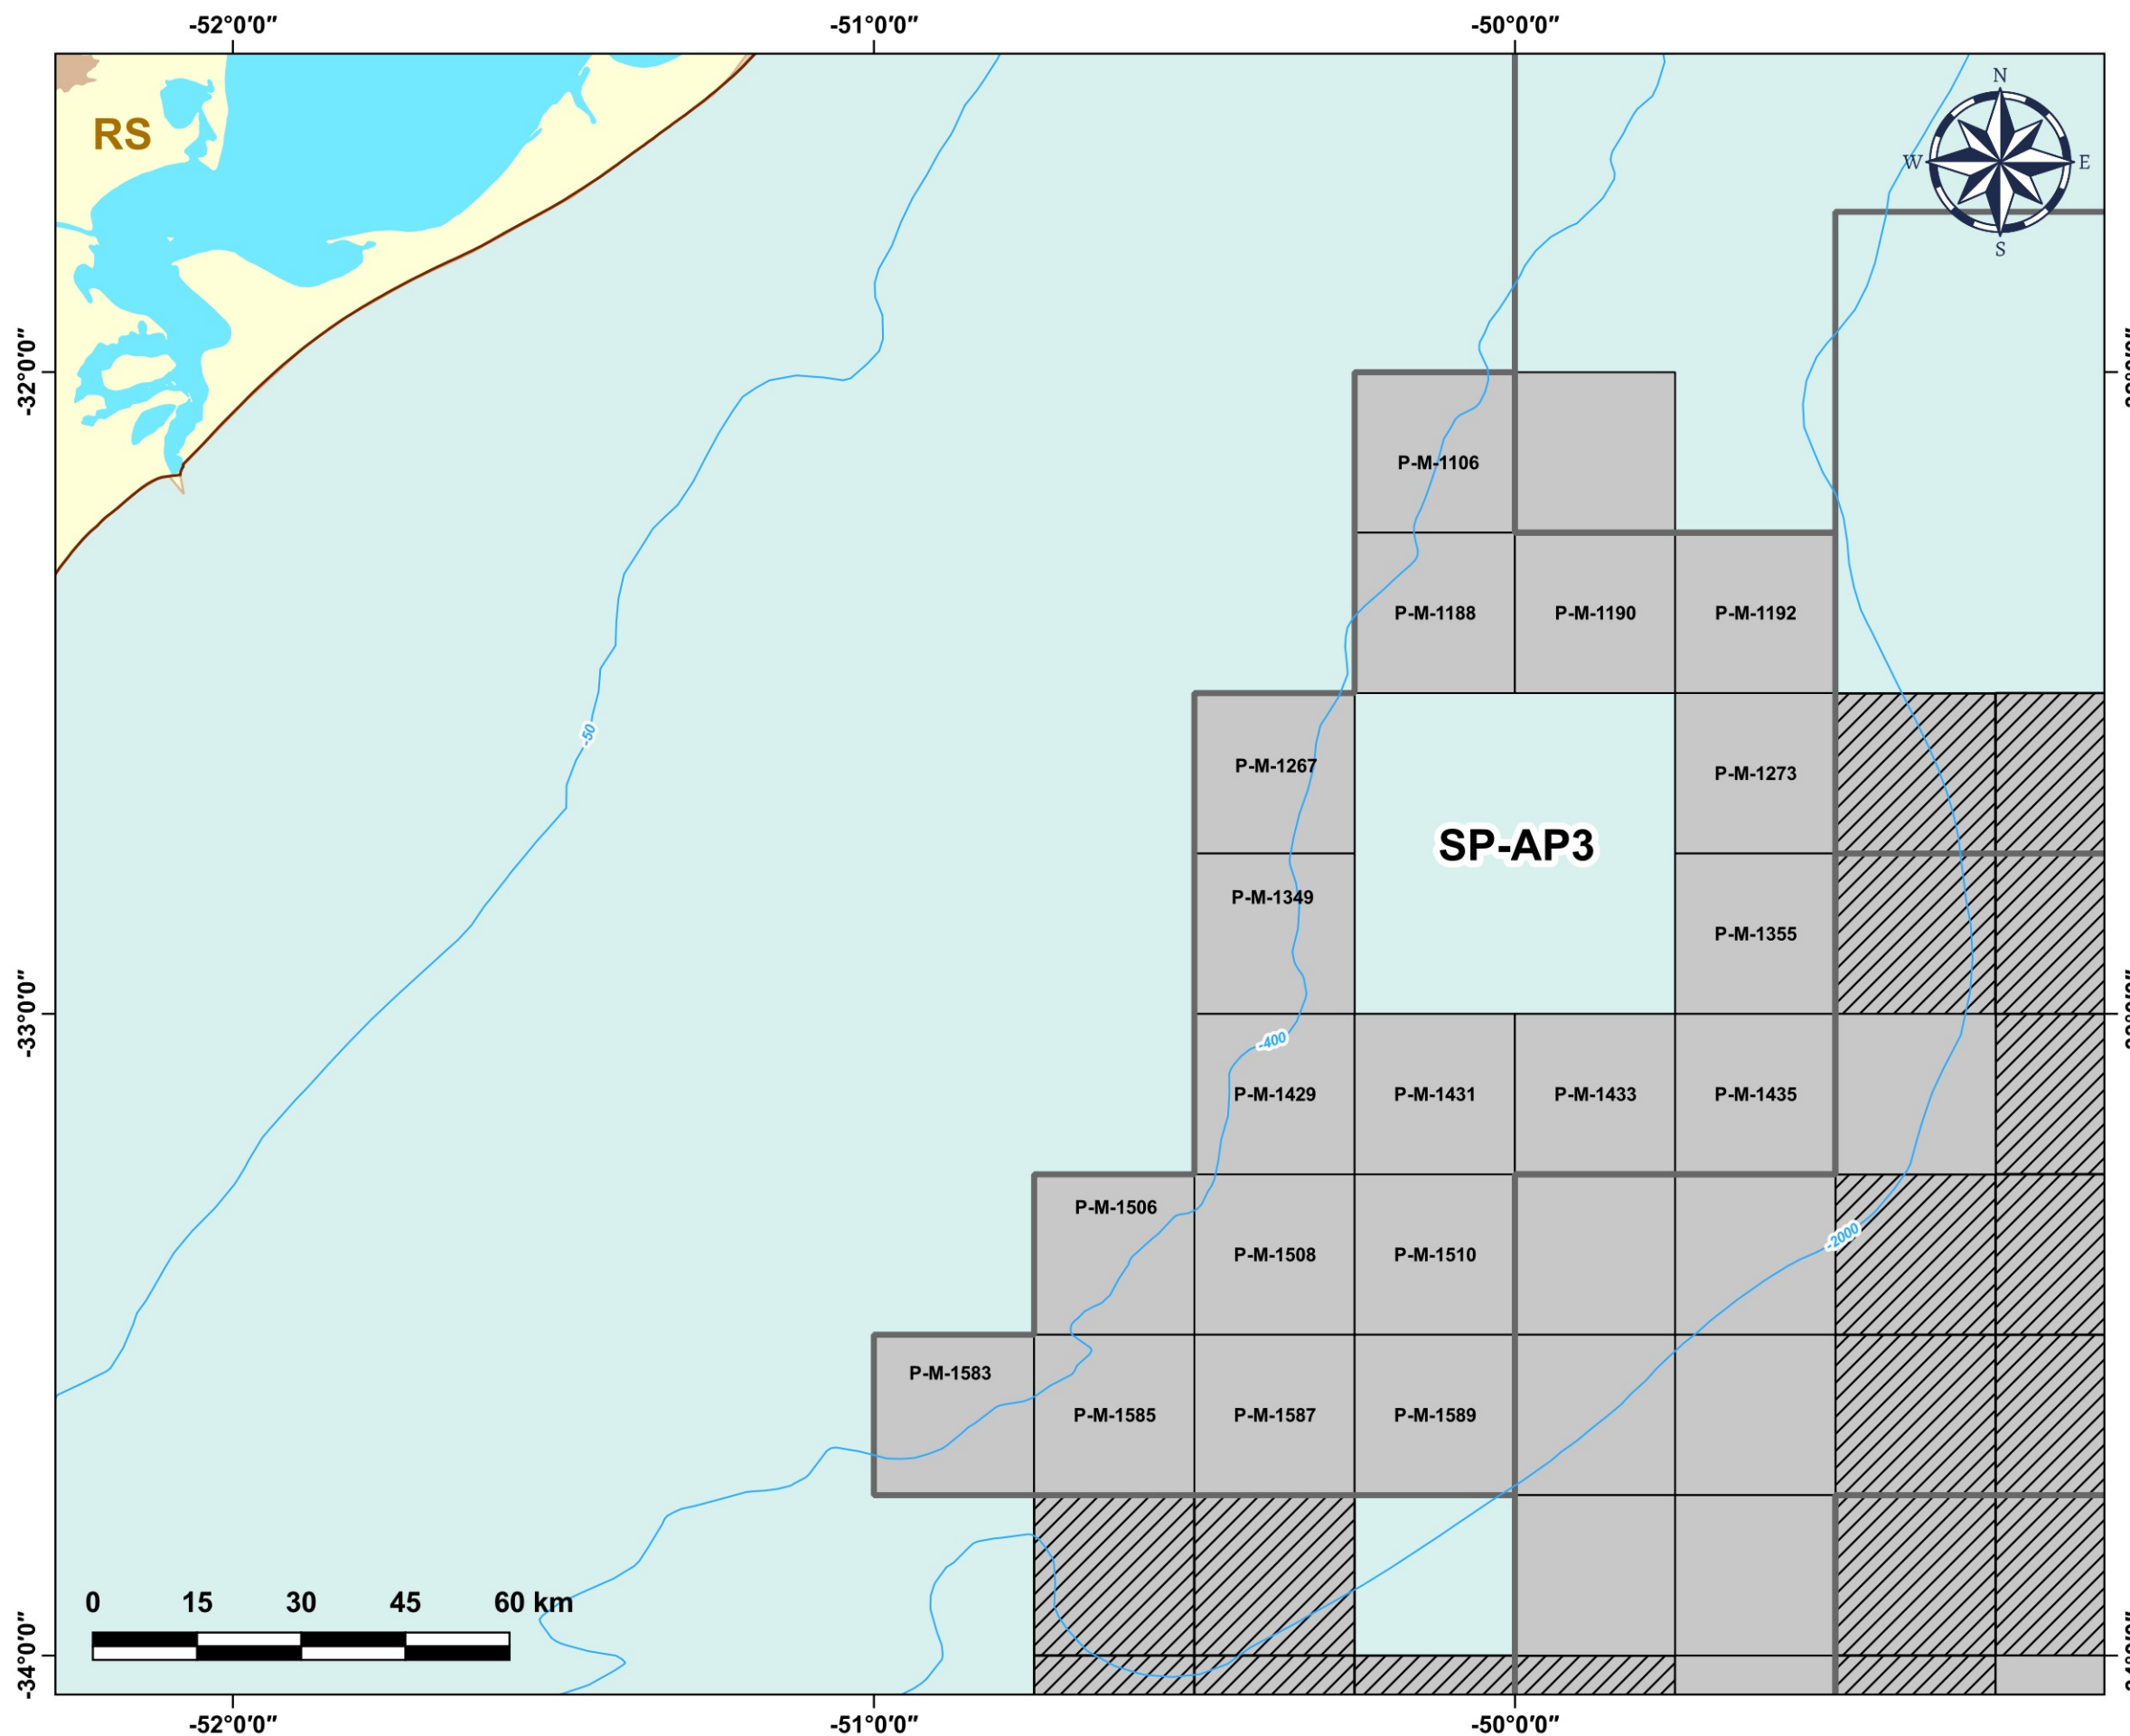 -52°0′0″
-51°0′0″
-50°0′0″
N
W
E
S
RS
-32°0′0″
P-M-1106
P-M-1188
P-M-1190
P-M-1192
-50
P-M-1267
P-M-1273
SP-AP3
P-M-1349
P-M-1355
-33°0′0″
-400
P-M-1429
P-M-1431
P-M-1433
P-M-1435
P-M-1506
-2000
P-M-1508
P-M-1510
P-M-1583
P-M-1585
P-M-1587
P-M-1589
0 15 30 45 60 km
-34°0′0″
-52°0′0″
-51°0′0″
-50°0′0″